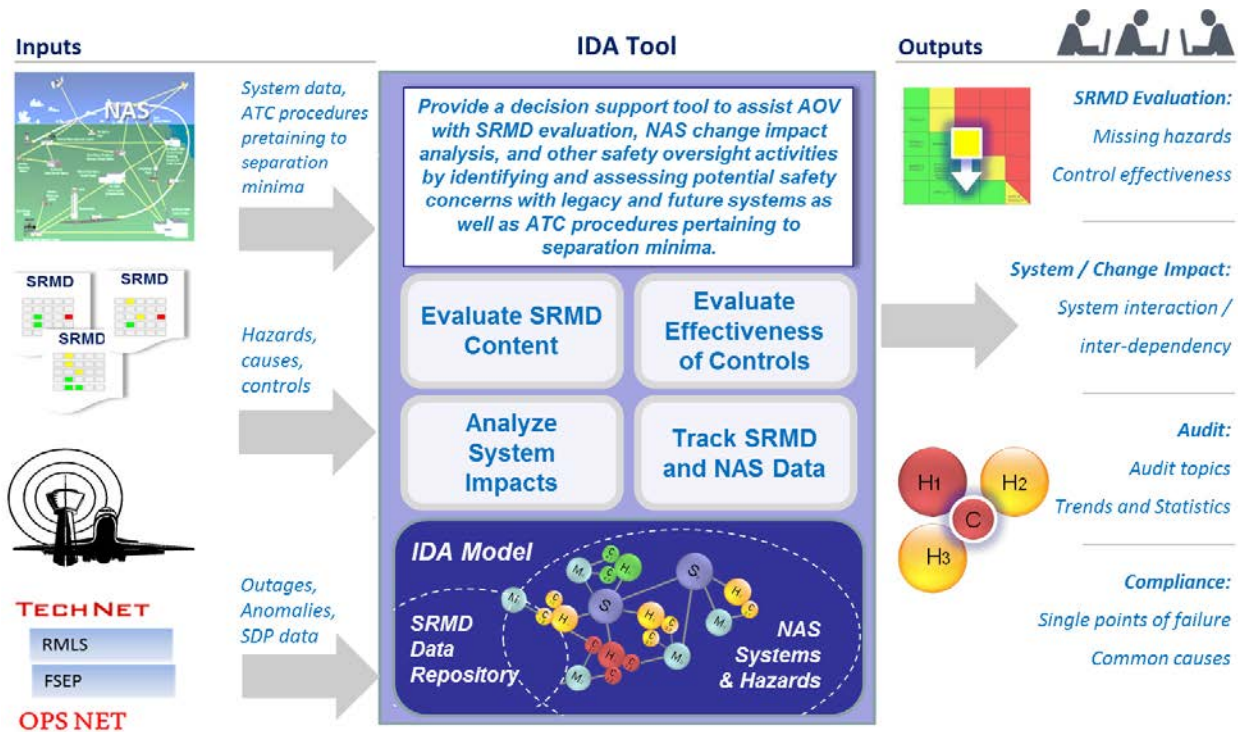 Inputs
IDA Tool
Outputs
NAS
System data,
ATC procedures
pretaining to
separation
minima
SRMD
SRMD
SRMD
Hazards,
causes,
controls
TECHNET
RMLS
FSEP
OPS NET
Outages,
Anomalies,
SDP data
Provide a decision support tool to assist AOV
with SRMD evaluation, NAS change impact
analysis, and other safety oversight activities
by identifying and assessing potential safety
concerns with legacy and future systems as
well as ATC procedures pertaining to
separation minima.
Evaluate SRMD
Content
Evaluate
Effectiveness
of Controls
Analyze
System
Impacts
Track SRMD
and NAS Data
IDA Model
SRMD
Data
Repository
NAS
Systems
& Hazards
SRMD Evaluation:
Missing hazards
Control effectiveness
System / Change Impact:
System interaction /
inter-dependency
H1
H2
C
H3
Audit:
Audit topics
Trends and Statistics
Compliance:
Single points of failure
Common causes